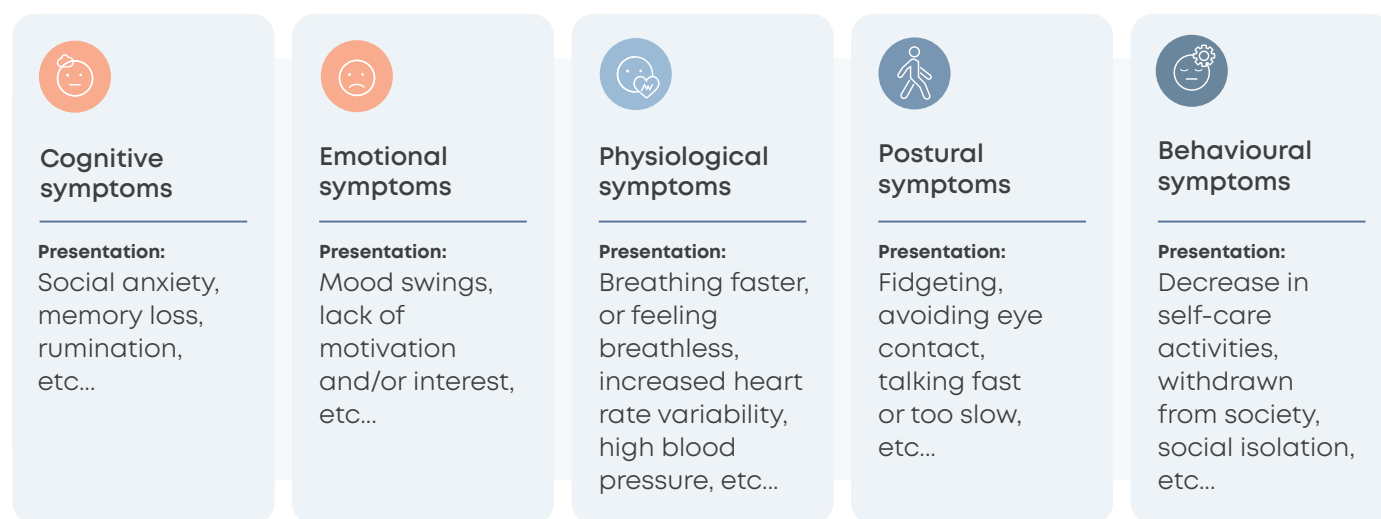 Cognitive
symptoms
Presentation:
Social anxiety,
memory loss,
rumination,
etc...
Emotional
symptoms
Presentation:
Mood swings,
lack of
motivation
and/or interest,
etc...
Physiological
symptoms
Presentation:
Breathing faster,
or feeling
breathless,
increased heart
rate variability,
high blood
pressure, etc...
Postural
symptoms
Presentation:
Fidgeting,
avoiding eye
contact,
talking fast
or too slow,
etc...
Behavioural
symptoms
Presentation:
Decrease in
self-care
activities,
withdrawn
from society,
social isolation,
etc...